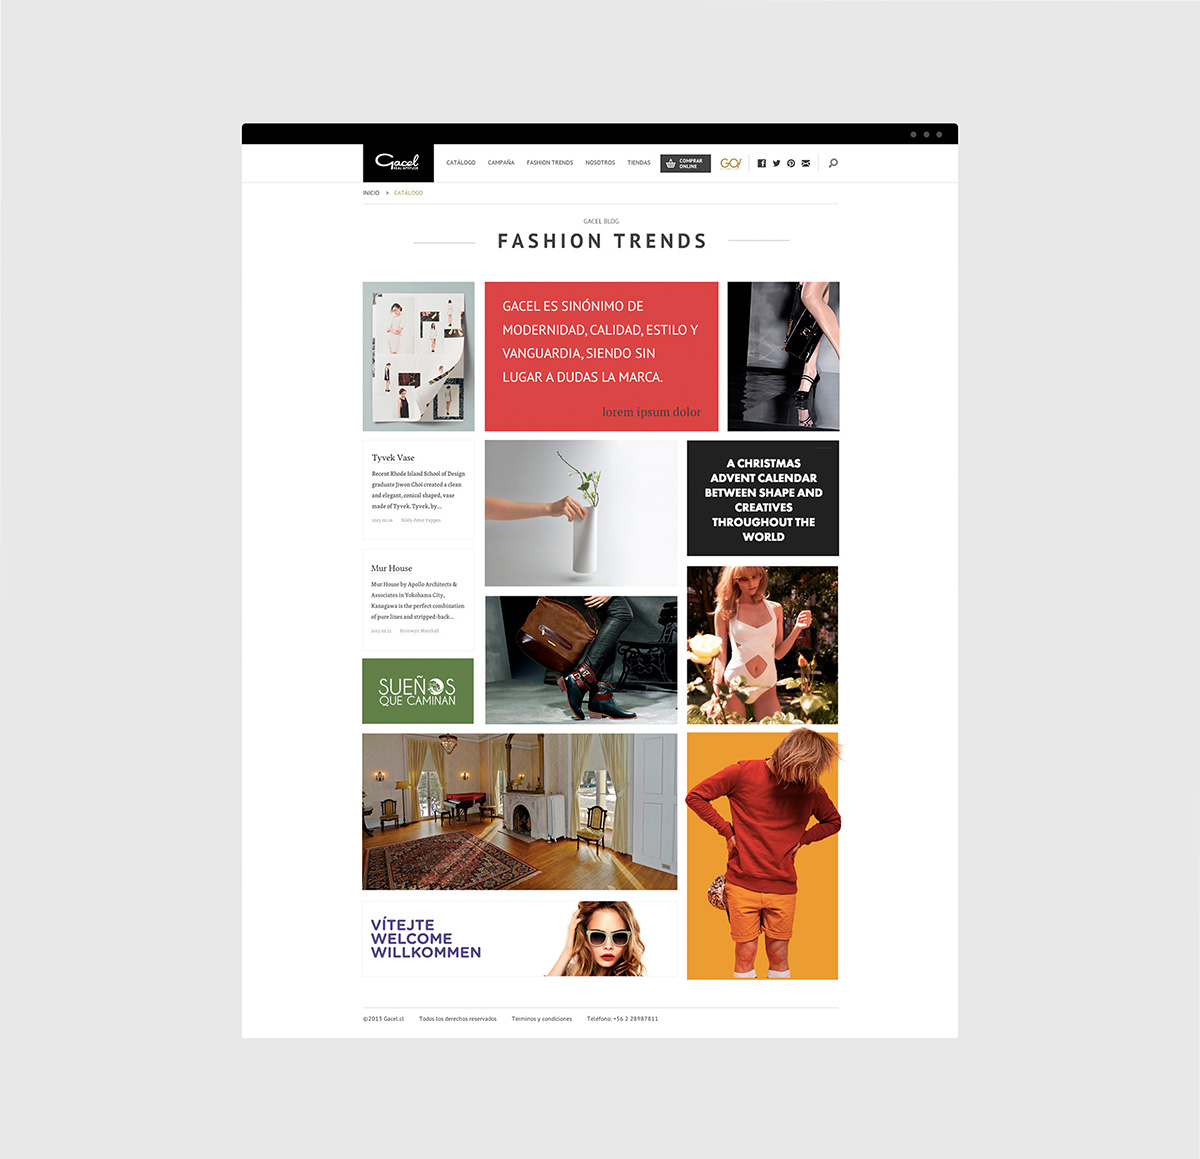 Gacel
REAL ATTITUDE
CATÁLOGO
CAMPAÑA
FASHION TRENDS
NOSOTROS
TIENDAS
COMPRAR
ONLINE
GO!
INICIO > CATÁLOGO
GACEL BLOG
FASHION TRENDS
GACEL ES SINÓNIMO DE
MODERNIDAD, CALIDAD, ESTILO Y
VANGUARDIA, SIENDO SIN
LUGAR A DUDAS LA MARCA.
lorem ipsum dolor
Tyvek Vase
Recent Rhode Island School of Design
graduate Jiwon Choi created a clean
and elegant, conical shaped, vase
made of Tyvek. Tyvek, by...
A CHRISTMAS
ADVENT CALENDAR
BETWEEN SHAPE AND
CREATIVES
THROUGHOUT THE
WORLD
Mur House
Mur House by Apollo Architects &
Associates in Yokohama City,
Kanagawa is the perfect combination
of pure lines and stripped-back...
Bronwyn Marshall
SUEÑOS
QUE CAMINAN
VÍTEJTE
WELCOME
WILLKOMMEN
©2013 Gacel.cl
Todos los derechos reservados
Terminos y condiciones
Teléfono: +56 2 28987811